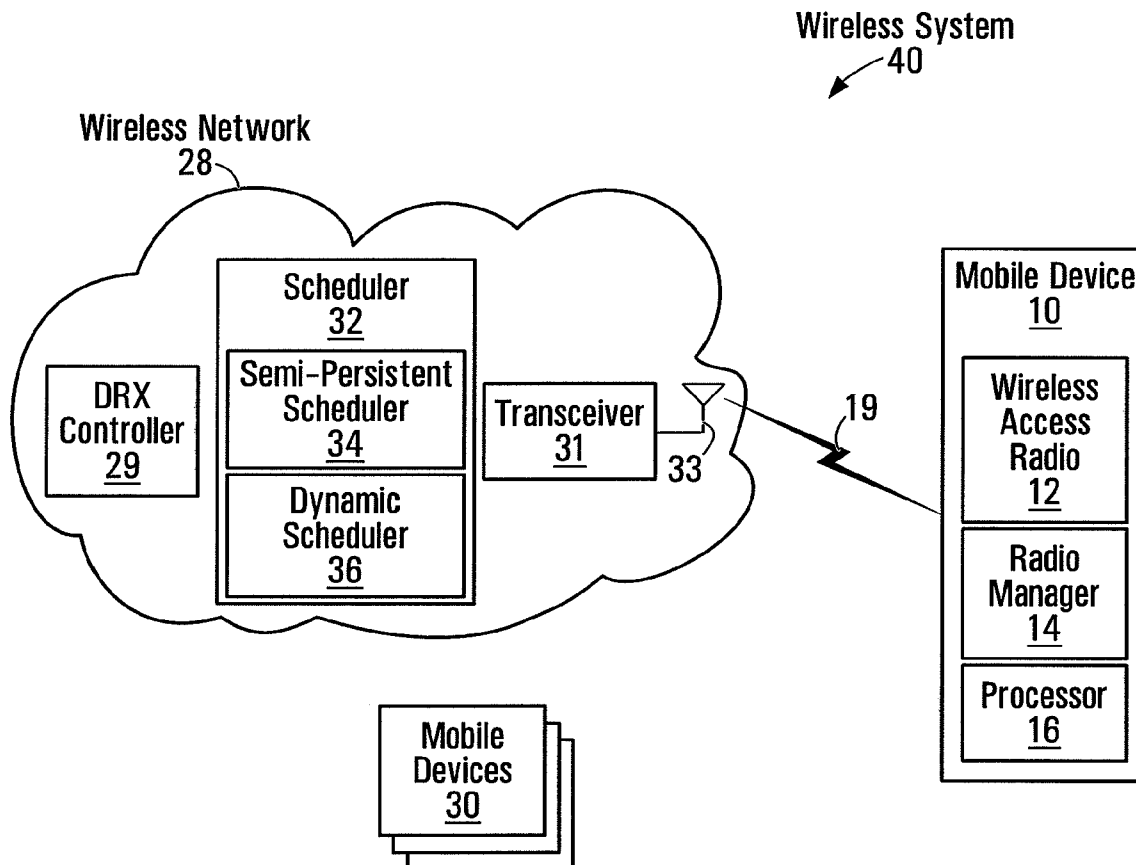 Wireless System
40
Wireless Network
28
Scheduler
32
DRX
Controller
29
Semi-Persistent
Scheduler
34
Dynamic
Scheduler
36
Transceiver
31
33
19
Mobile Device
10
Wireless
Access
Radio
12
Radio
Manager
14
Processor
16
Mobile
Devices
30